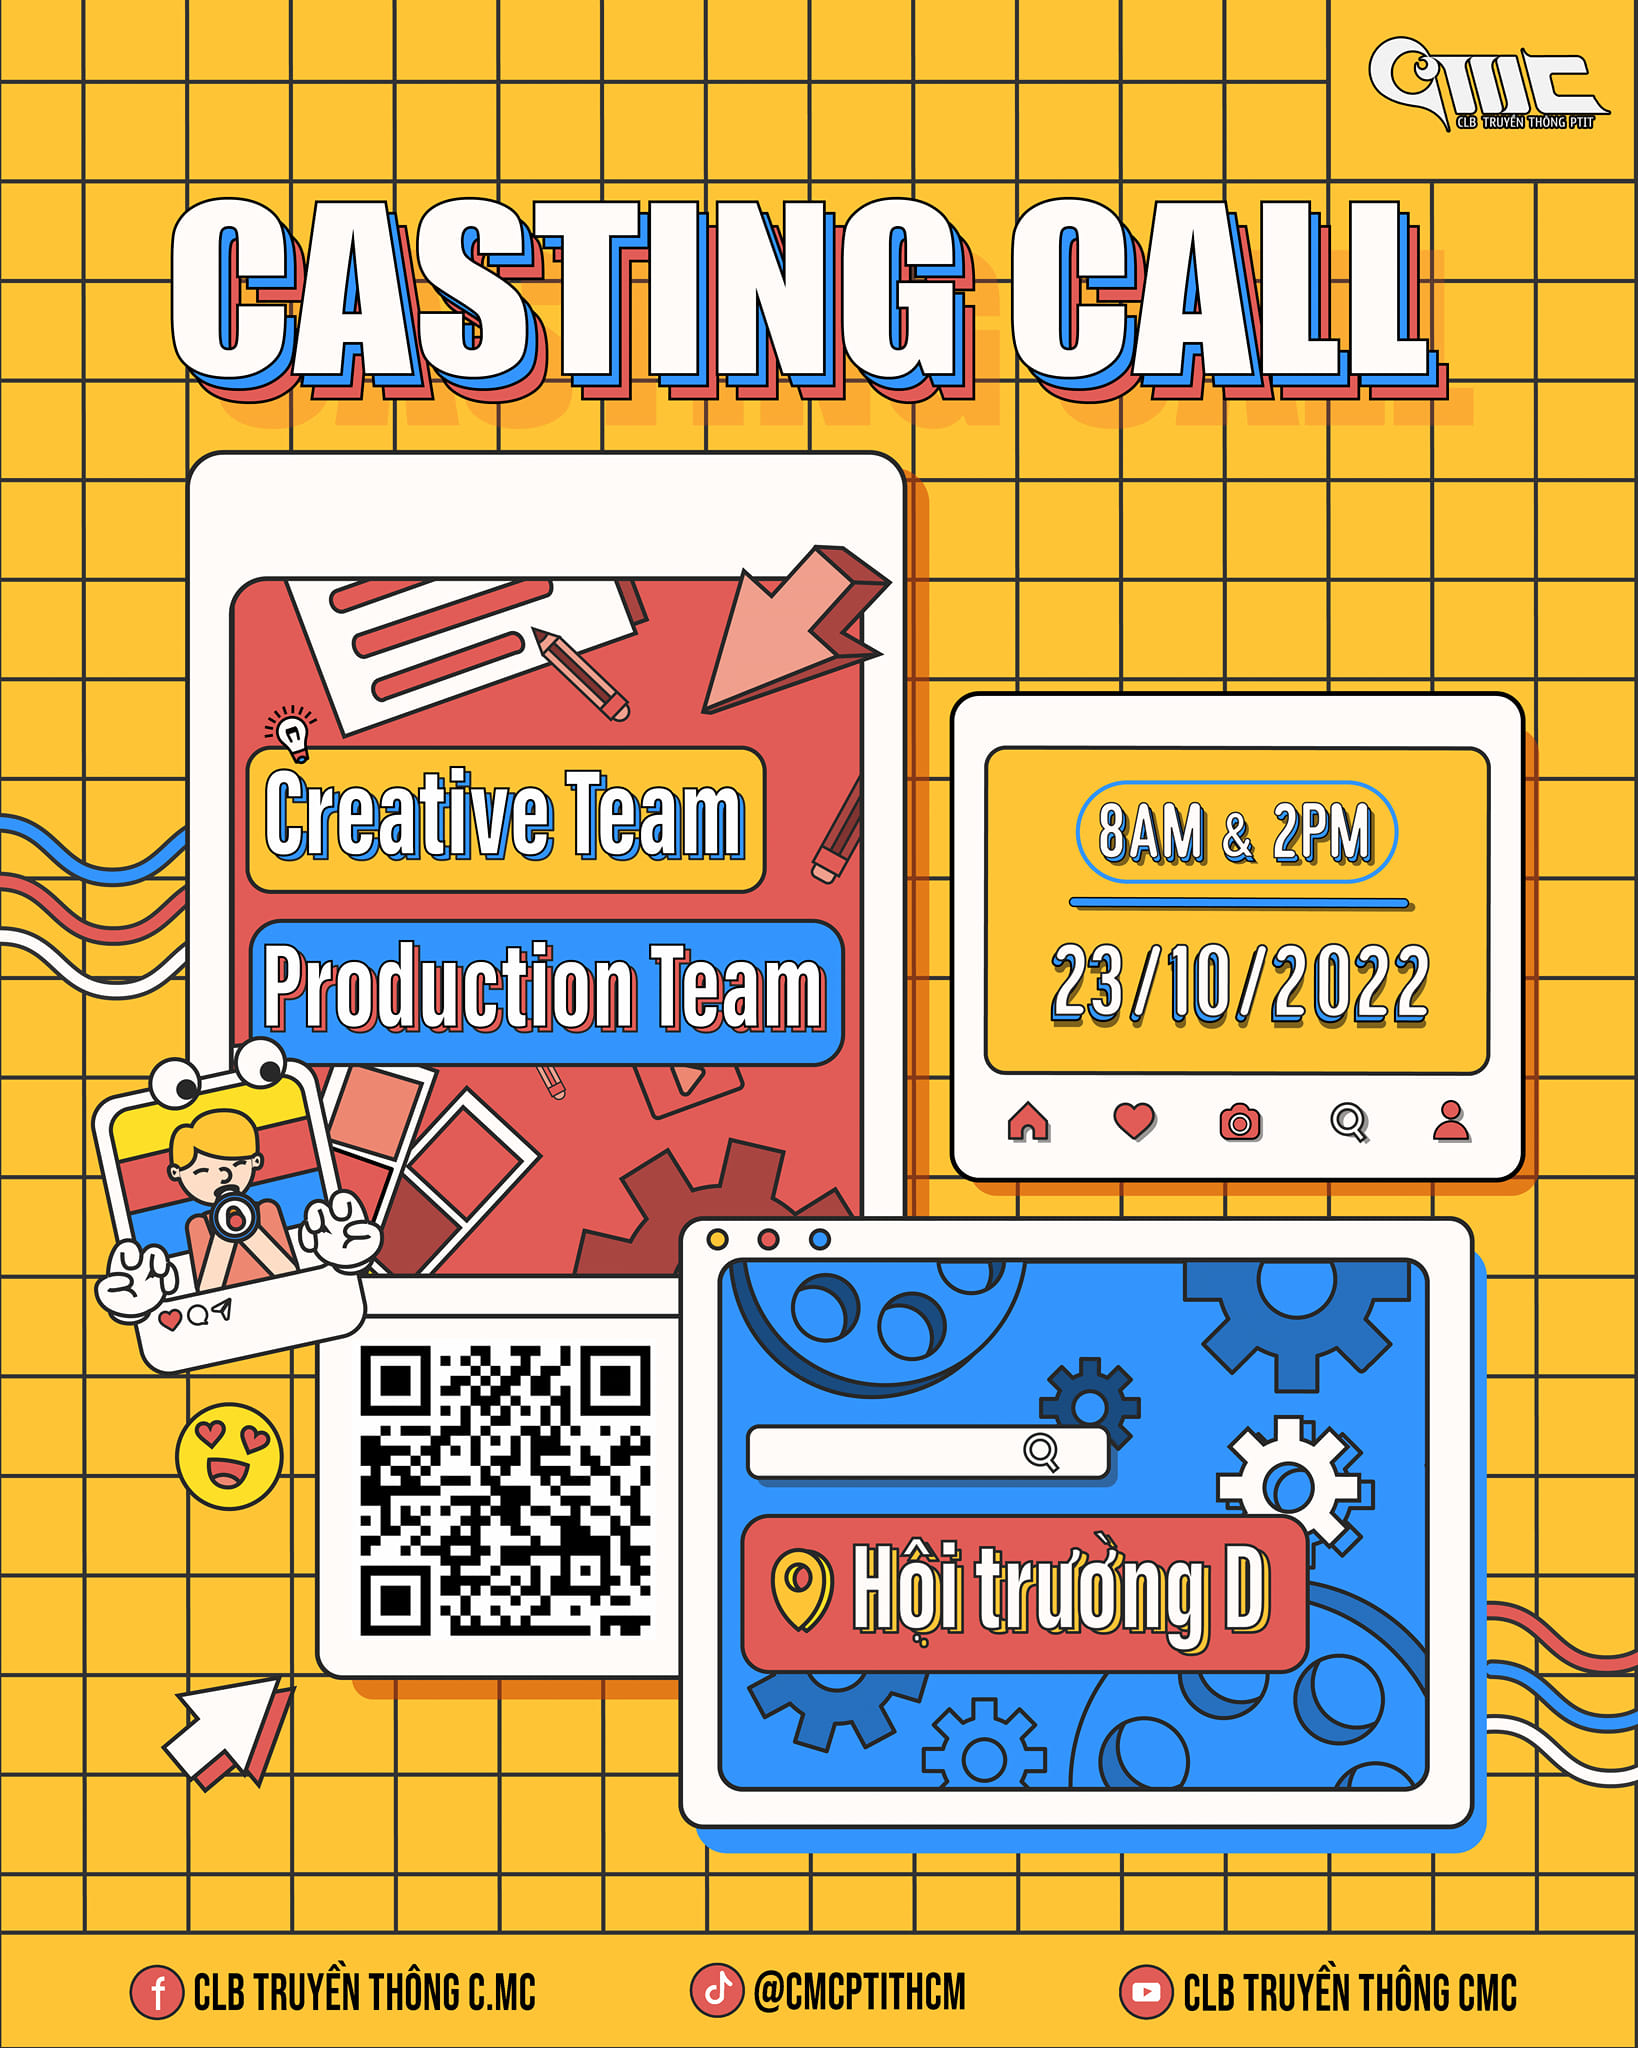 CMC
CLB TRUYỀN THÔNG PTIT
CASTING CALL
Creative Team
Production Team
8AM & 2PM
23/10/2022
Hội trường D
CLB TRUYỀN THÔNG C.MC
@CMCPTITHCM
CLB TRUYỀN THÔNG CMC